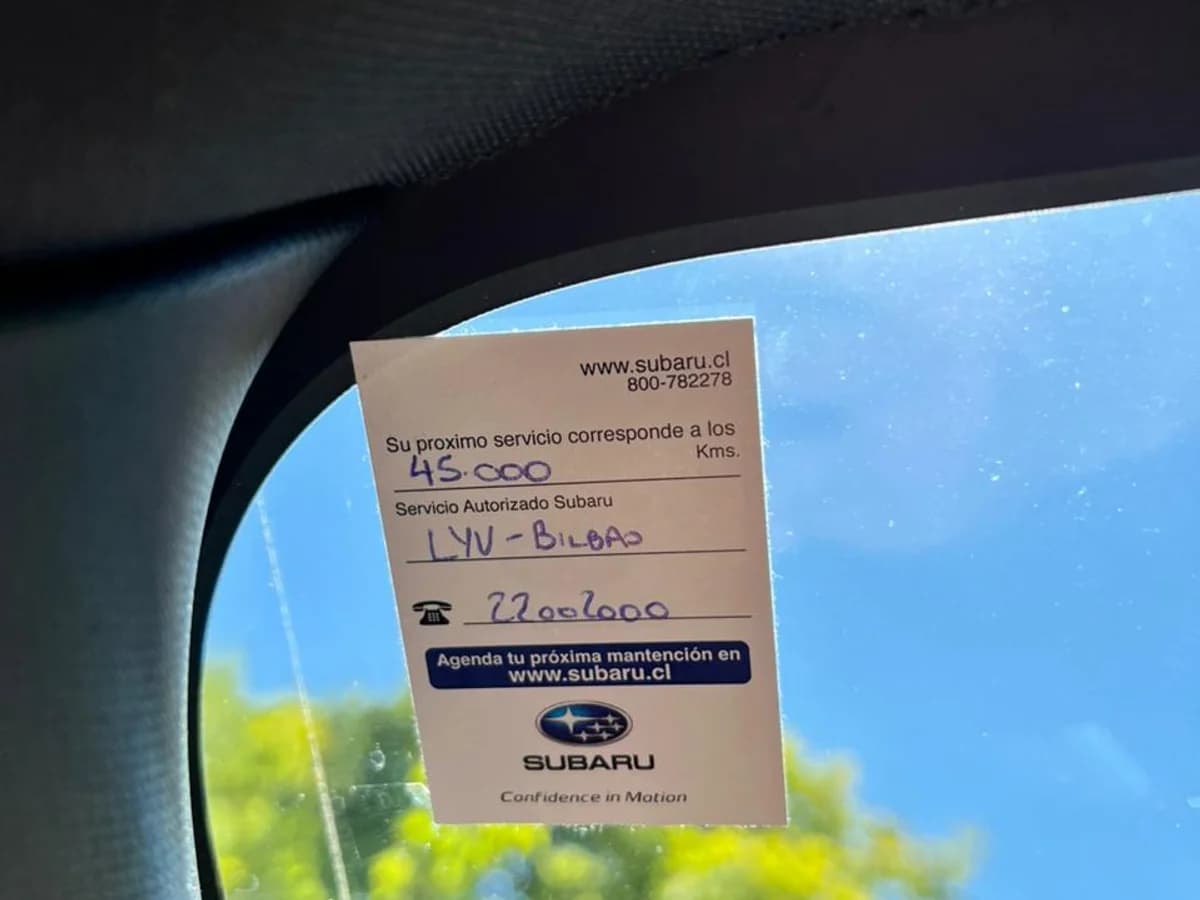 www.subaru.cl
800-782278
Su proximo servicio corresponde a los
Kms.
45.000
Servicio Autorizado Subaru
LYV - BILBAO
22002000
Agenda tu próxima mantención en
www.subaru.cl
SUBARU
Confidence in Motion